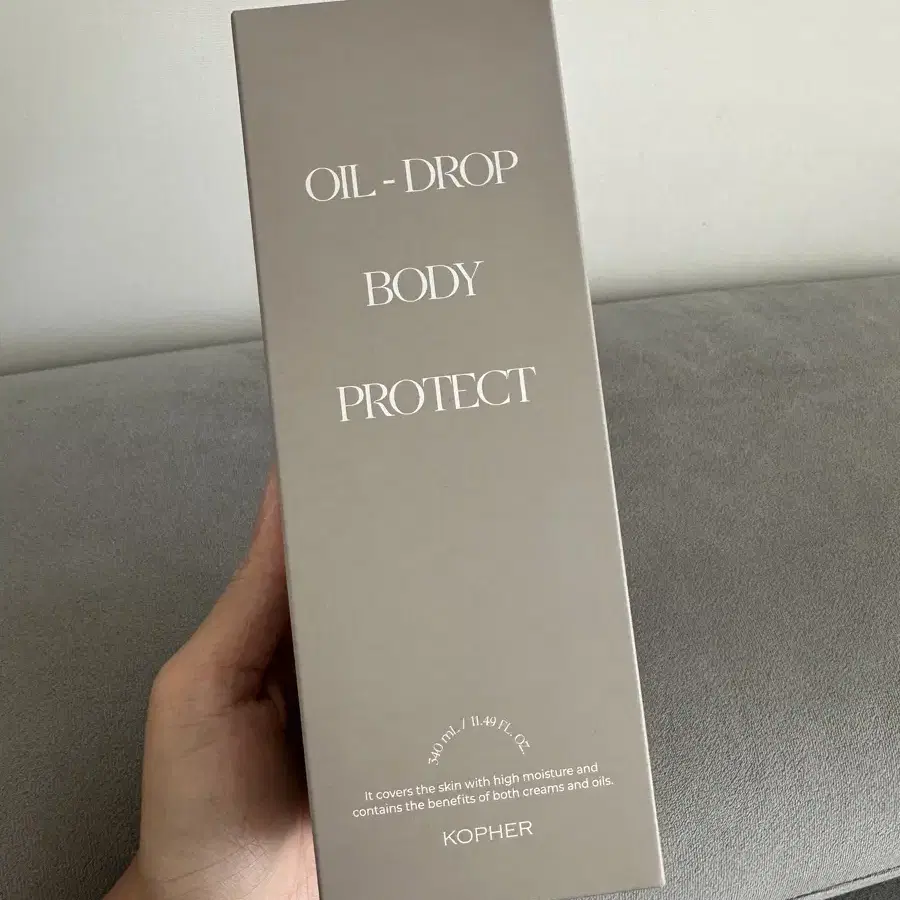 OIL - DROP
BODY
PROTECT
340 mL / 11.49 FL. OZ.
It covers the skin with high moisture and
contains the benefits of both creams and oils.
KOPHER